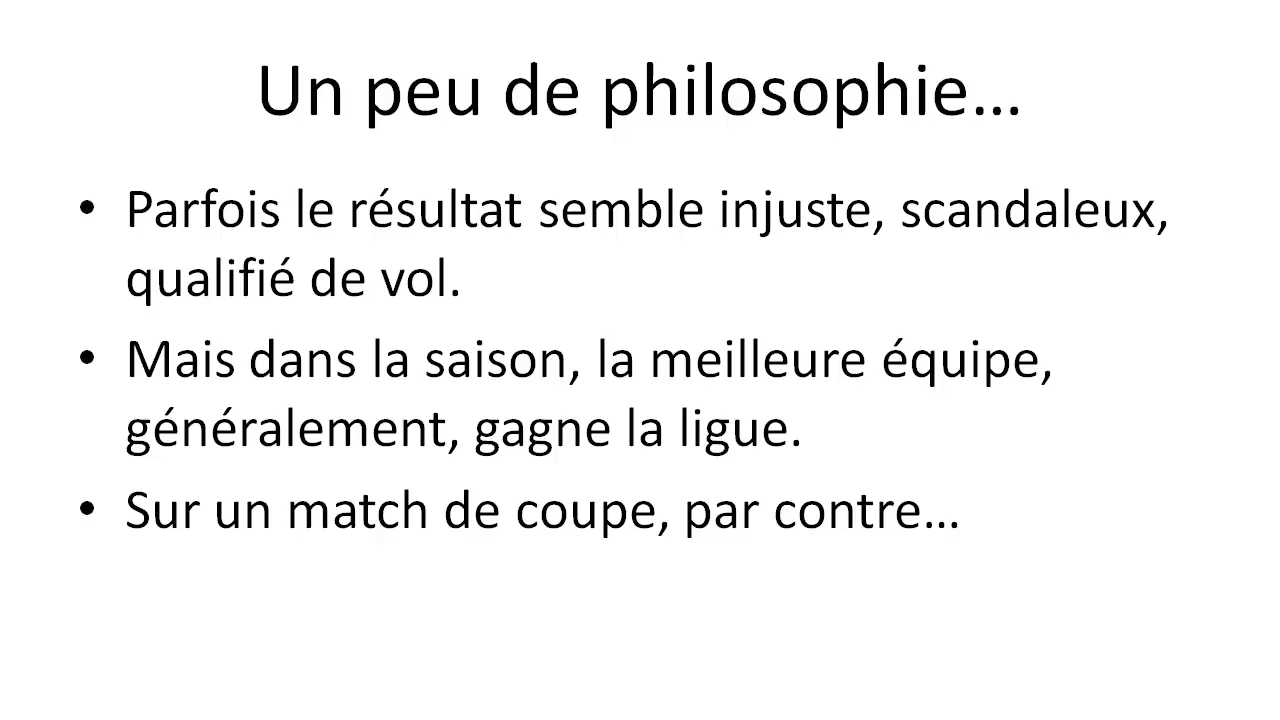 Un peu de philosophie…
• Parfois le résultat semble injuste, scandaleux,
qualifié de vol.
• Mais dans la saison, la meilleure équipe,
généralement, gagne la ligue.
• Sur un match de coupe, par contre…